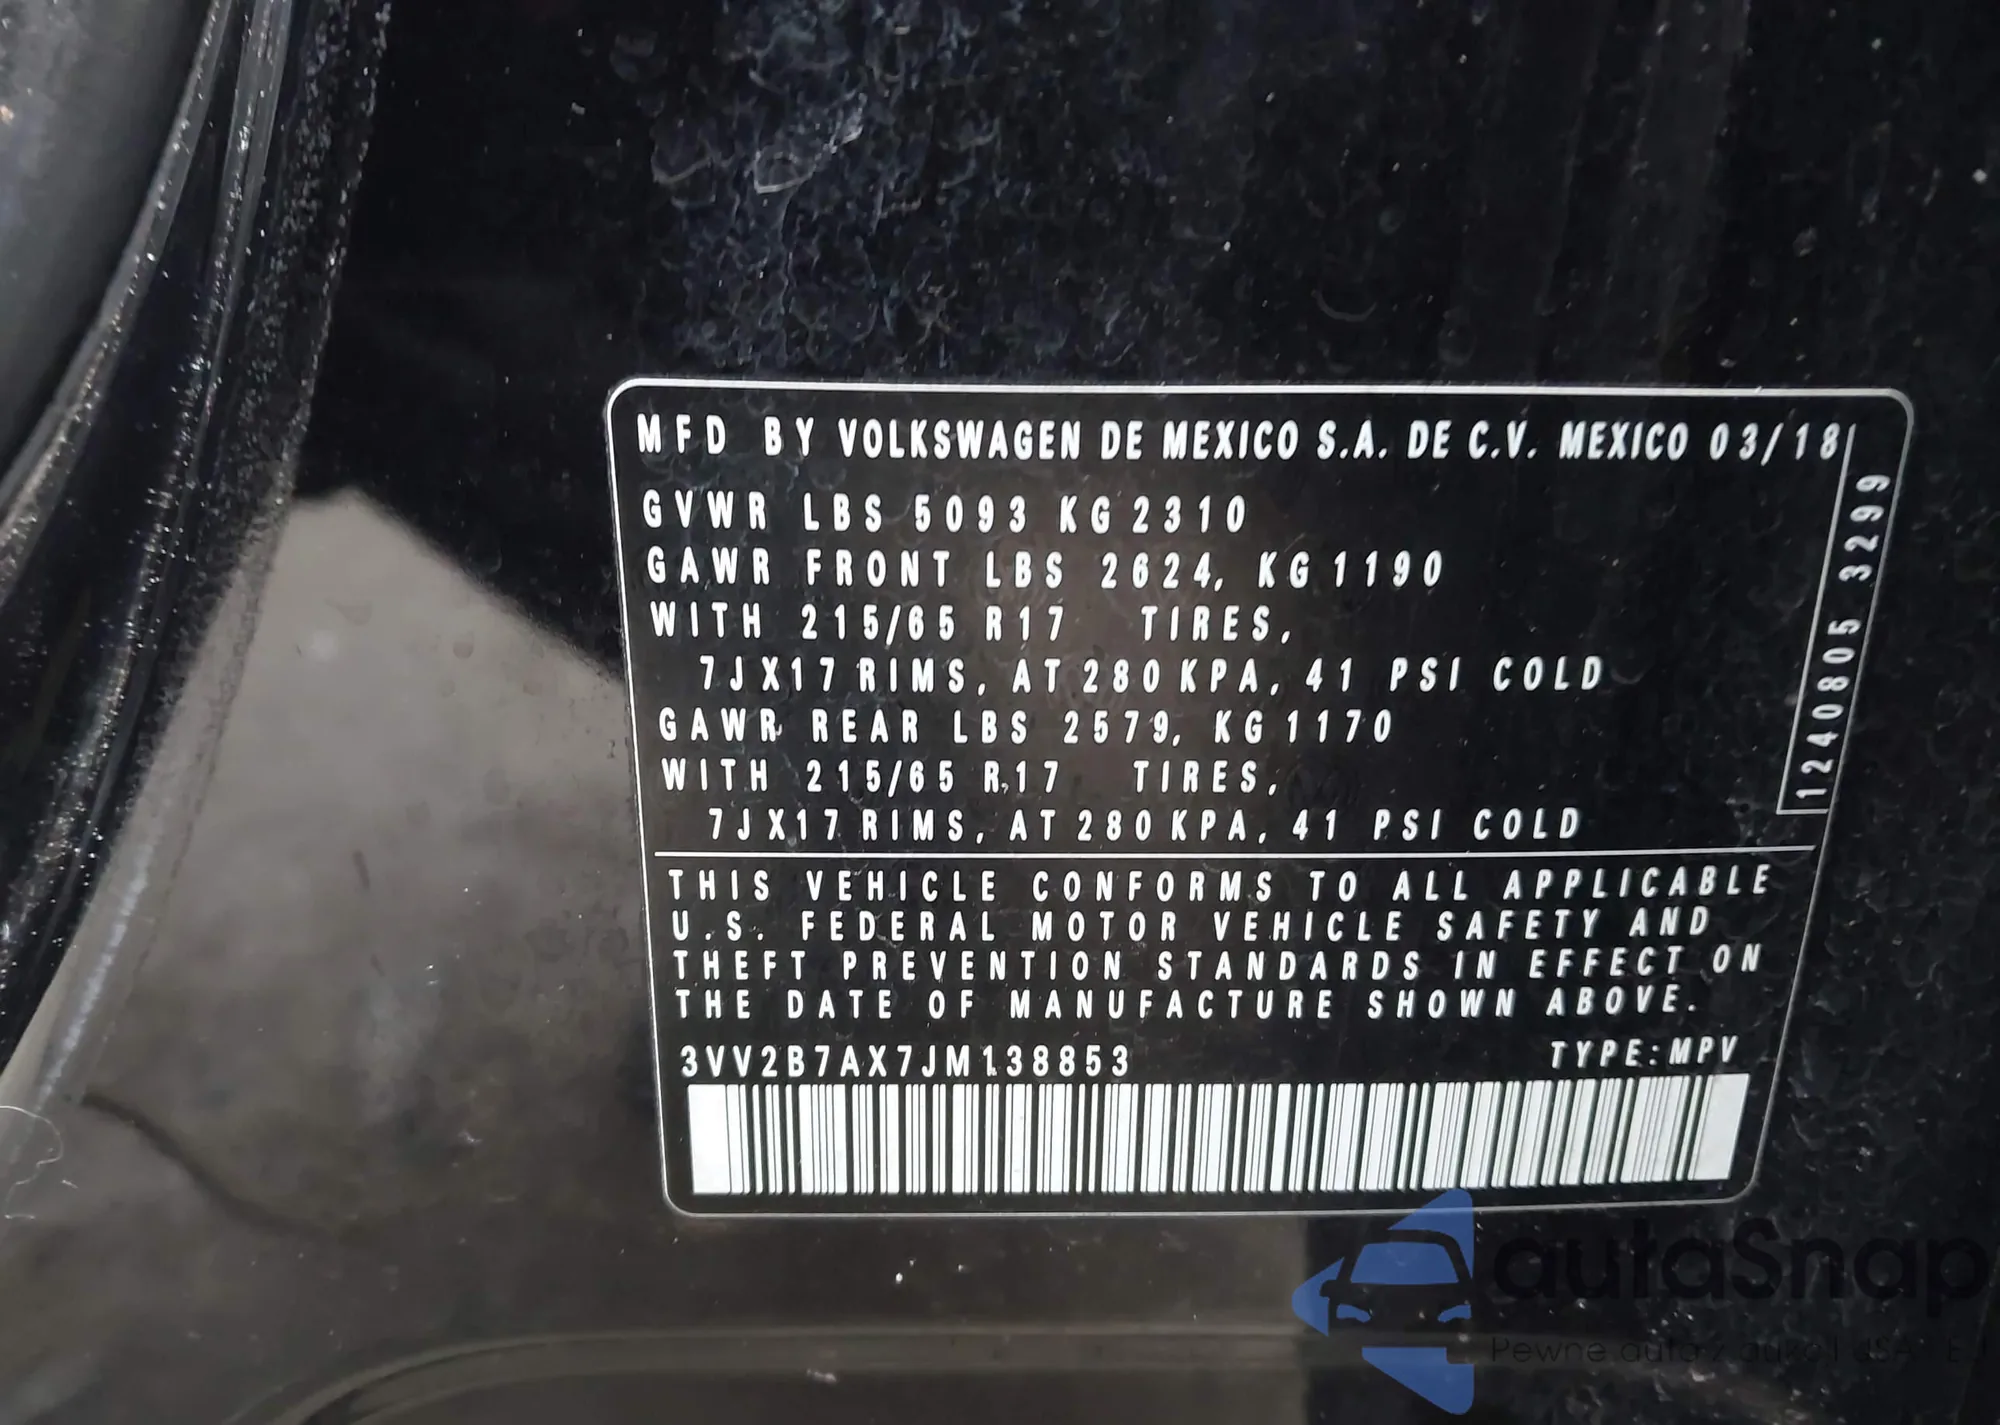 MFD BY VOLKSWAGEN DE MEXICO S.A. DE C.V. MEXICO 03/18
GVWR LBS 5093 KG 2310
GAWR FRONT LBS 2624, KG 1190
WITH 215/65 R17 TIRES,
7JX17 RIMS, AT 280 KPA, 41 PSI COLD
GAWR REAR LBS 2579, KG 1170
WITH 215/65 R17 TIRES,
7JX17 RIMS, AT 280 KPA, 41 PSI COLD
1240805 3299
THIS VEHICLE CONFORMS TO ALL APPLICABLE
U.S. FEDERAL MOTOR VEHICLE SAFETY AND
THEFT PREVENTION STANDARDS IN EFFECT ON
THE DATE OF MANUFACTURE SHOWN ABOVE.
3VV2B7AX7JM138853 TYPE: MPV
autaSnap
Pewne auto z